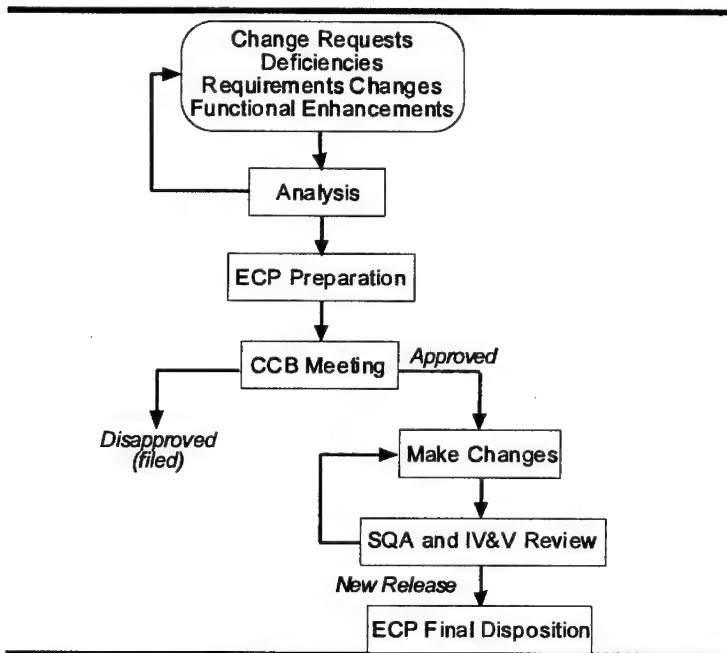 Change Requests
Deficiencies
Requirements Changes
Functional Enhancements
Analysis
ECP Preparation
CCB Meeting
Approved
Disapproved
(filed)
Make Changes
SQA and IV&V Review
New Release
ECP Final Disposition